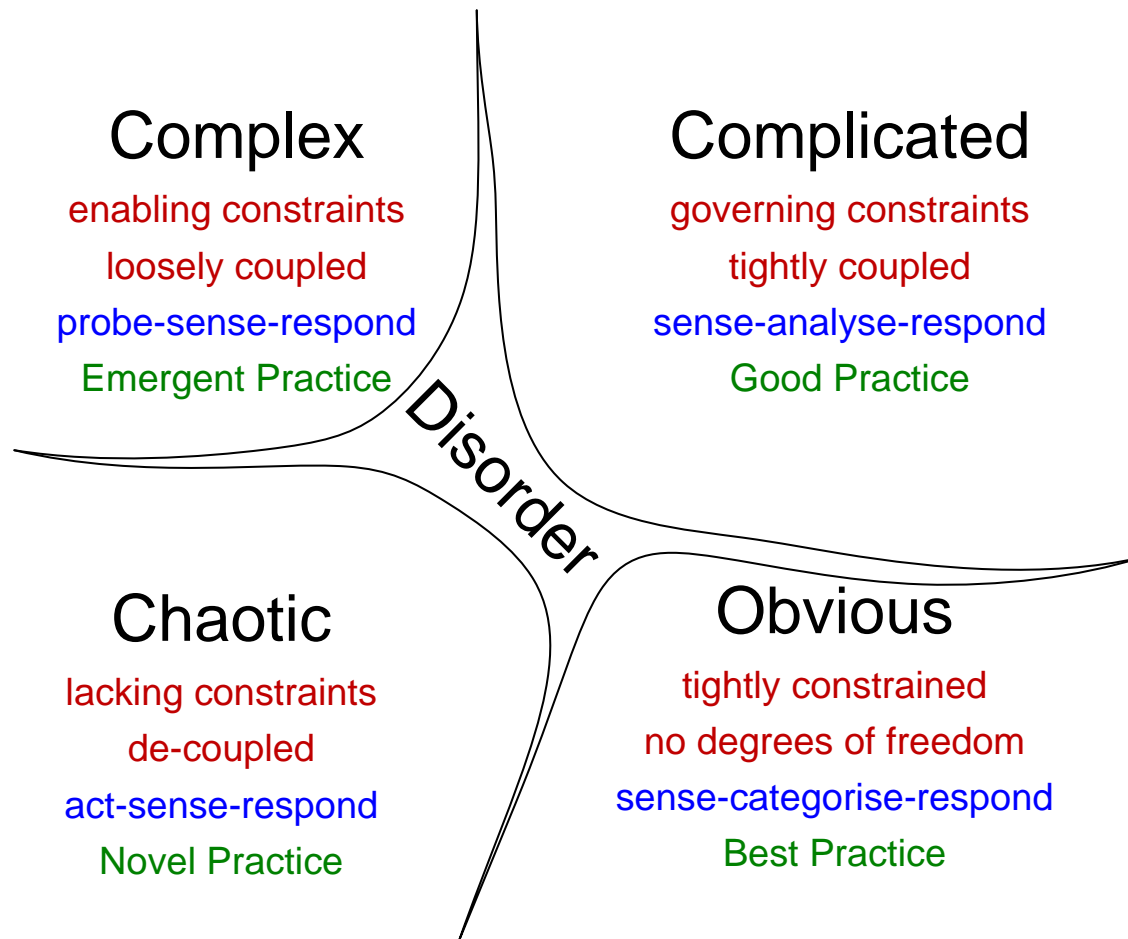 Complex
enabling constraints
loosely coupled
probe-sense-respond
Emergent Practice
Complicated
governing constraints
tightly coupled
sense-analyse-respond
Good Practice
Disorder
Chaotic
lacking constraints
de-coupled
act-sense-respond
Novel Practice
Obvious
tightly constrained
no degrees of freedom
sense-categorise-respond
Best Practice